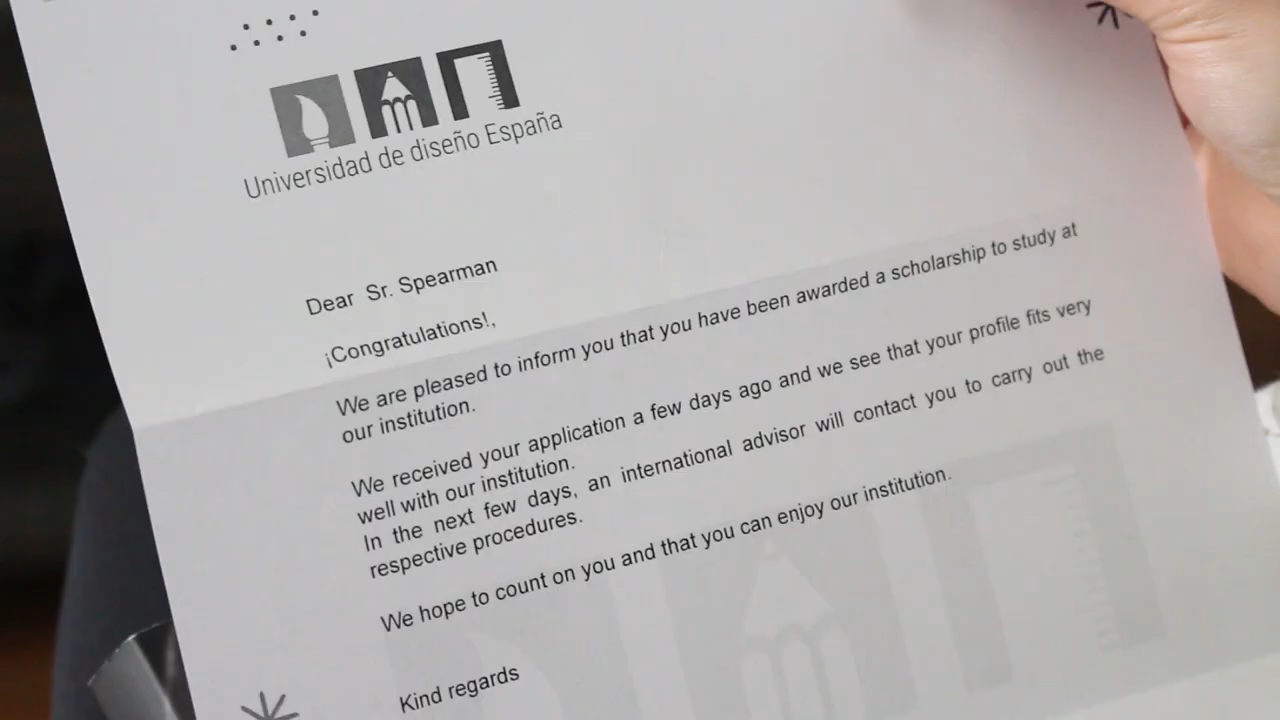 Universidad de diseño España
Dear Sr. Spearman
¡Congratulations!,
We are pleased to inform you that you have been awarded a scholarship to study at
our institution.
We received your application a few days ago and we see that your profile fits very
well with our institution.
In the next few days, an international advisor will contact you to carry out the
respective procedures.
We hope to count on you and that you can enjoy our institution.
Kind regards